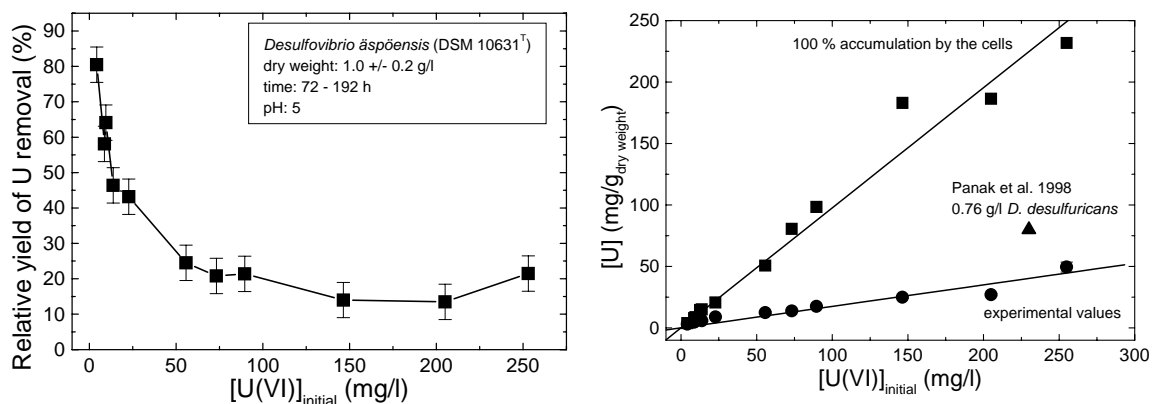 Relative yield of U removal (%)
90
80
70
60
50
40
30
20
10
0
Desulfovibrio äspöensis (DSM 10631ᵀ)
dry weight: 1.0 +/- 0.2 g/l
time: 72 - 192 h
pH: 5
0 50 100 150 200 250
[U(VI)]initial (mg/l)
[U] (mg/gdry weight)
250
200
150
100
50
0
100 % accumulation by the cells
Panak et al. 1998
0.76 g/l D. desulfuricans
experimental values
0 50 100 150 200 250 300
[U(VI)]initial (mg/l)